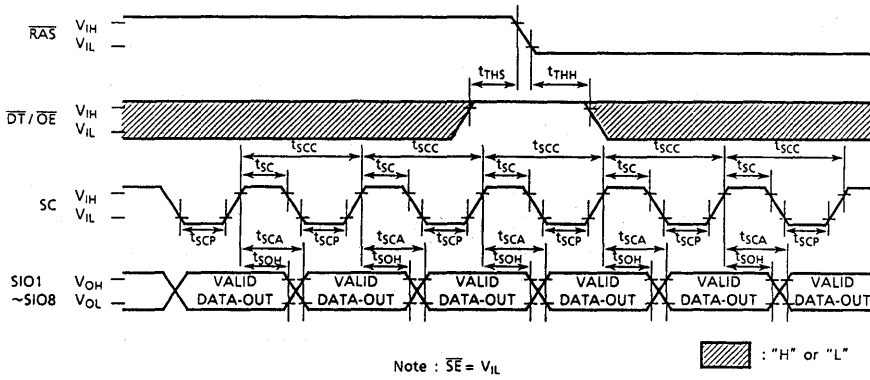 RAS VIH
VIL
tTHS tTHH
DT/OE VIH
VIL
tSCC tSCC tSCC tSCC tSCC
tSC tSC tSC tSC tSC
SC VIH
VIL
tSCP tSCP tSCP tSCP tSCP tSCP
tSCA tSCA tSCA tSCA tSCA
tSOH tSOH tSOH tSOH tSOH
SIO1 VOH VALID VALID VALID VALID VALID VALID
~SIO8 VOL DATA-OUT DATA-OUT DATA-OUT DATA-OUT DATA-OUT DATA-OUT
Note : SE = VIL
: "H" or "L"